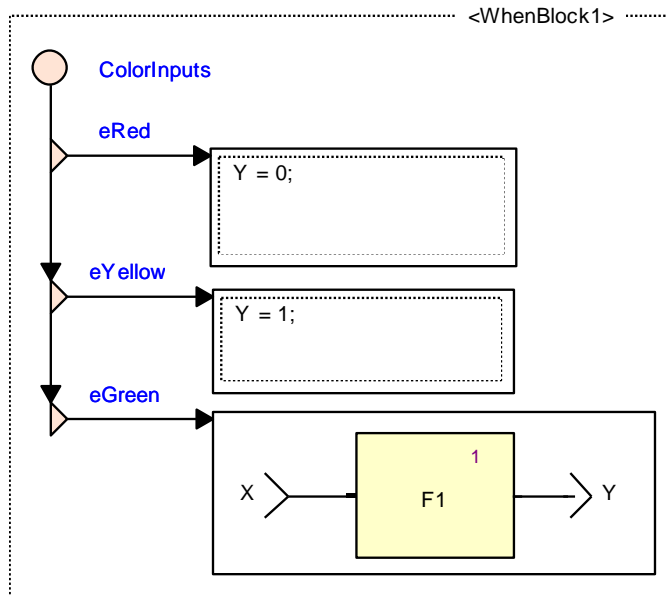 <WhenBlock1>
ColorInputs
eRed
Y = 0;
eYellow
Y = 1;
eGreen
1
X
F1
Y